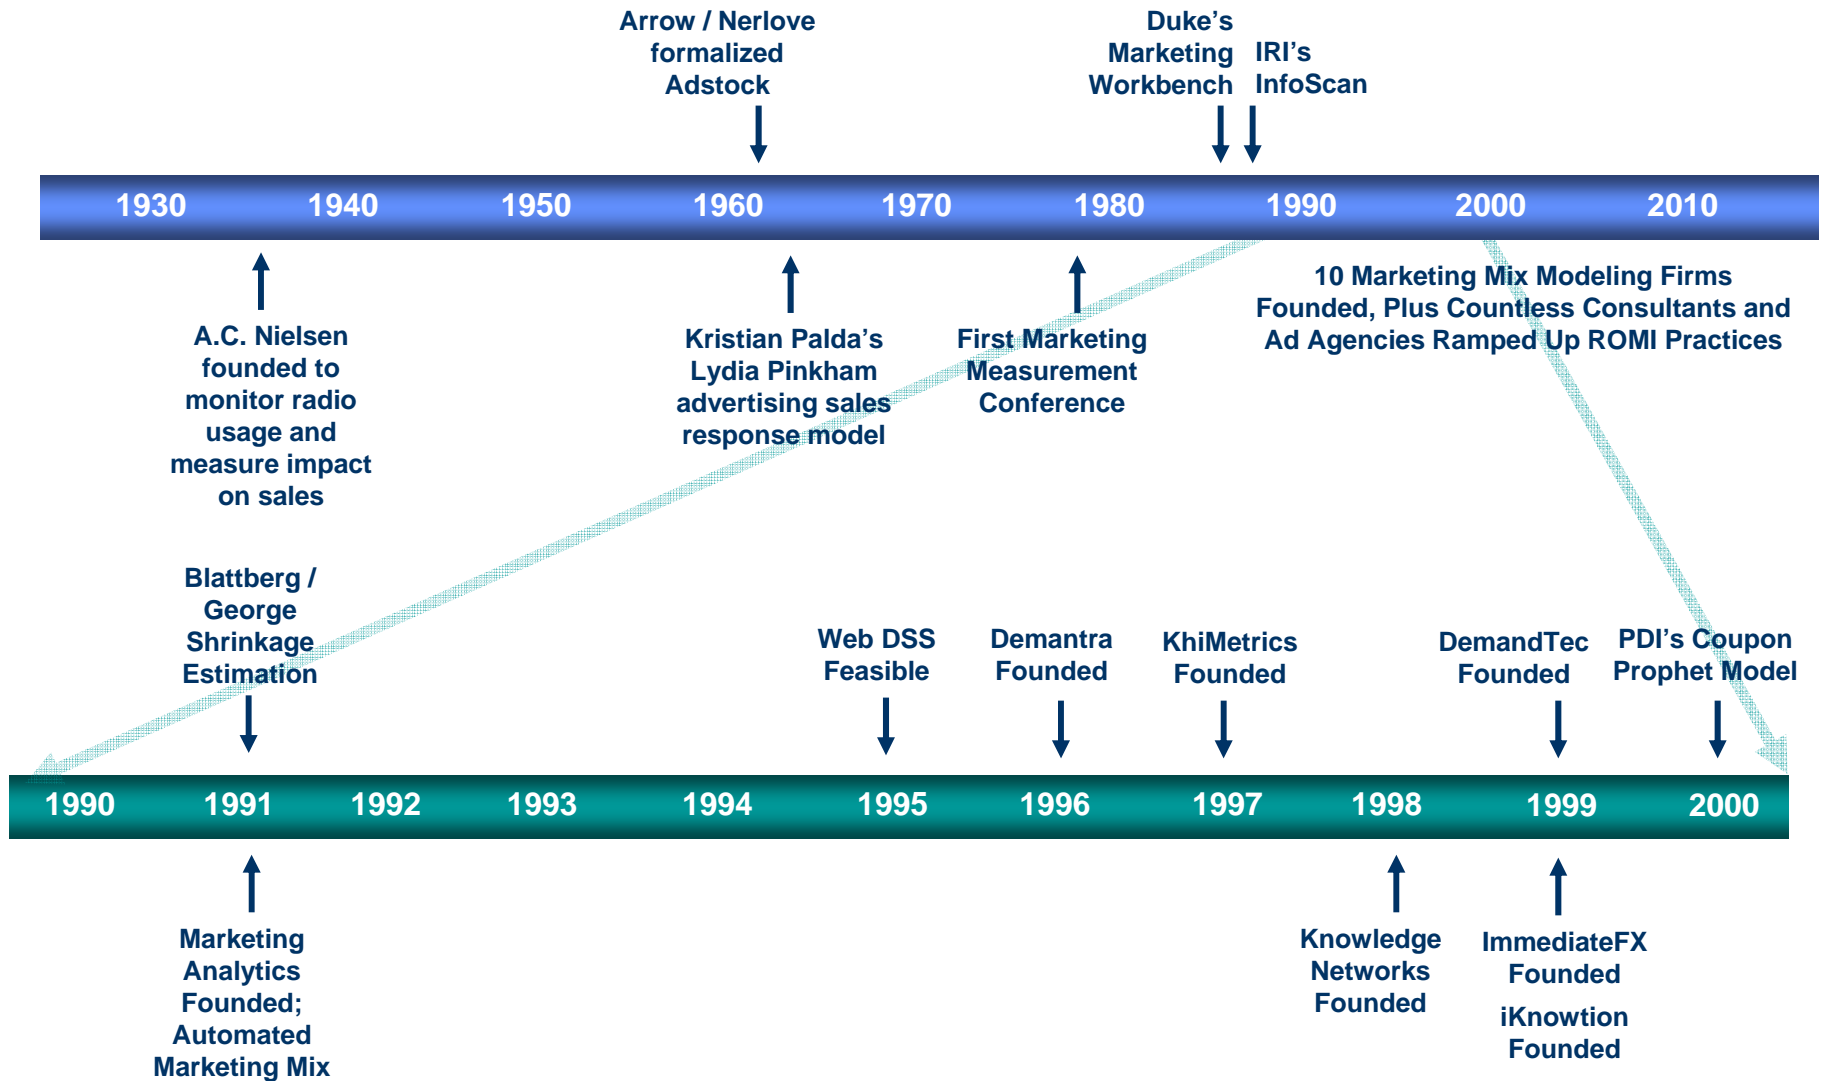 Arrow / Nerlove
formalized
Adstock
Duke’s
Marketing
Workbench
IRI’s
InfoScan
1930 1940 1950 1960 1970 1980 1990 2000 2010
A.C. Nielsen
founded to
monitor radio
usage and
measure impact
on sales
Kristian Palda’s
Lydia Pinkham
advertising sales
response model
First Marketing
Measurement
Conference
10 Marketing Mix Modeling Firms
Founded, Plus Countless Consultants and
Ad Agencies Ramped Up ROMI Practices
Blattberg /
George
Shrinkage
Estimation
Web DSS
Feasible
Demantra
Founded
KhiMetrics
Founded
DemandTec
Founded
PDI’s Coupon
Prophet Model
1990 1991 1992 1993 1994 1995 1996 1997 1998 1999 2000
Marketing
Analytics
Founded;
Automated
Marketing Mix
Knowledge
Networks
Founded
ImmediateFX
Founded
iKnowtion
Founded